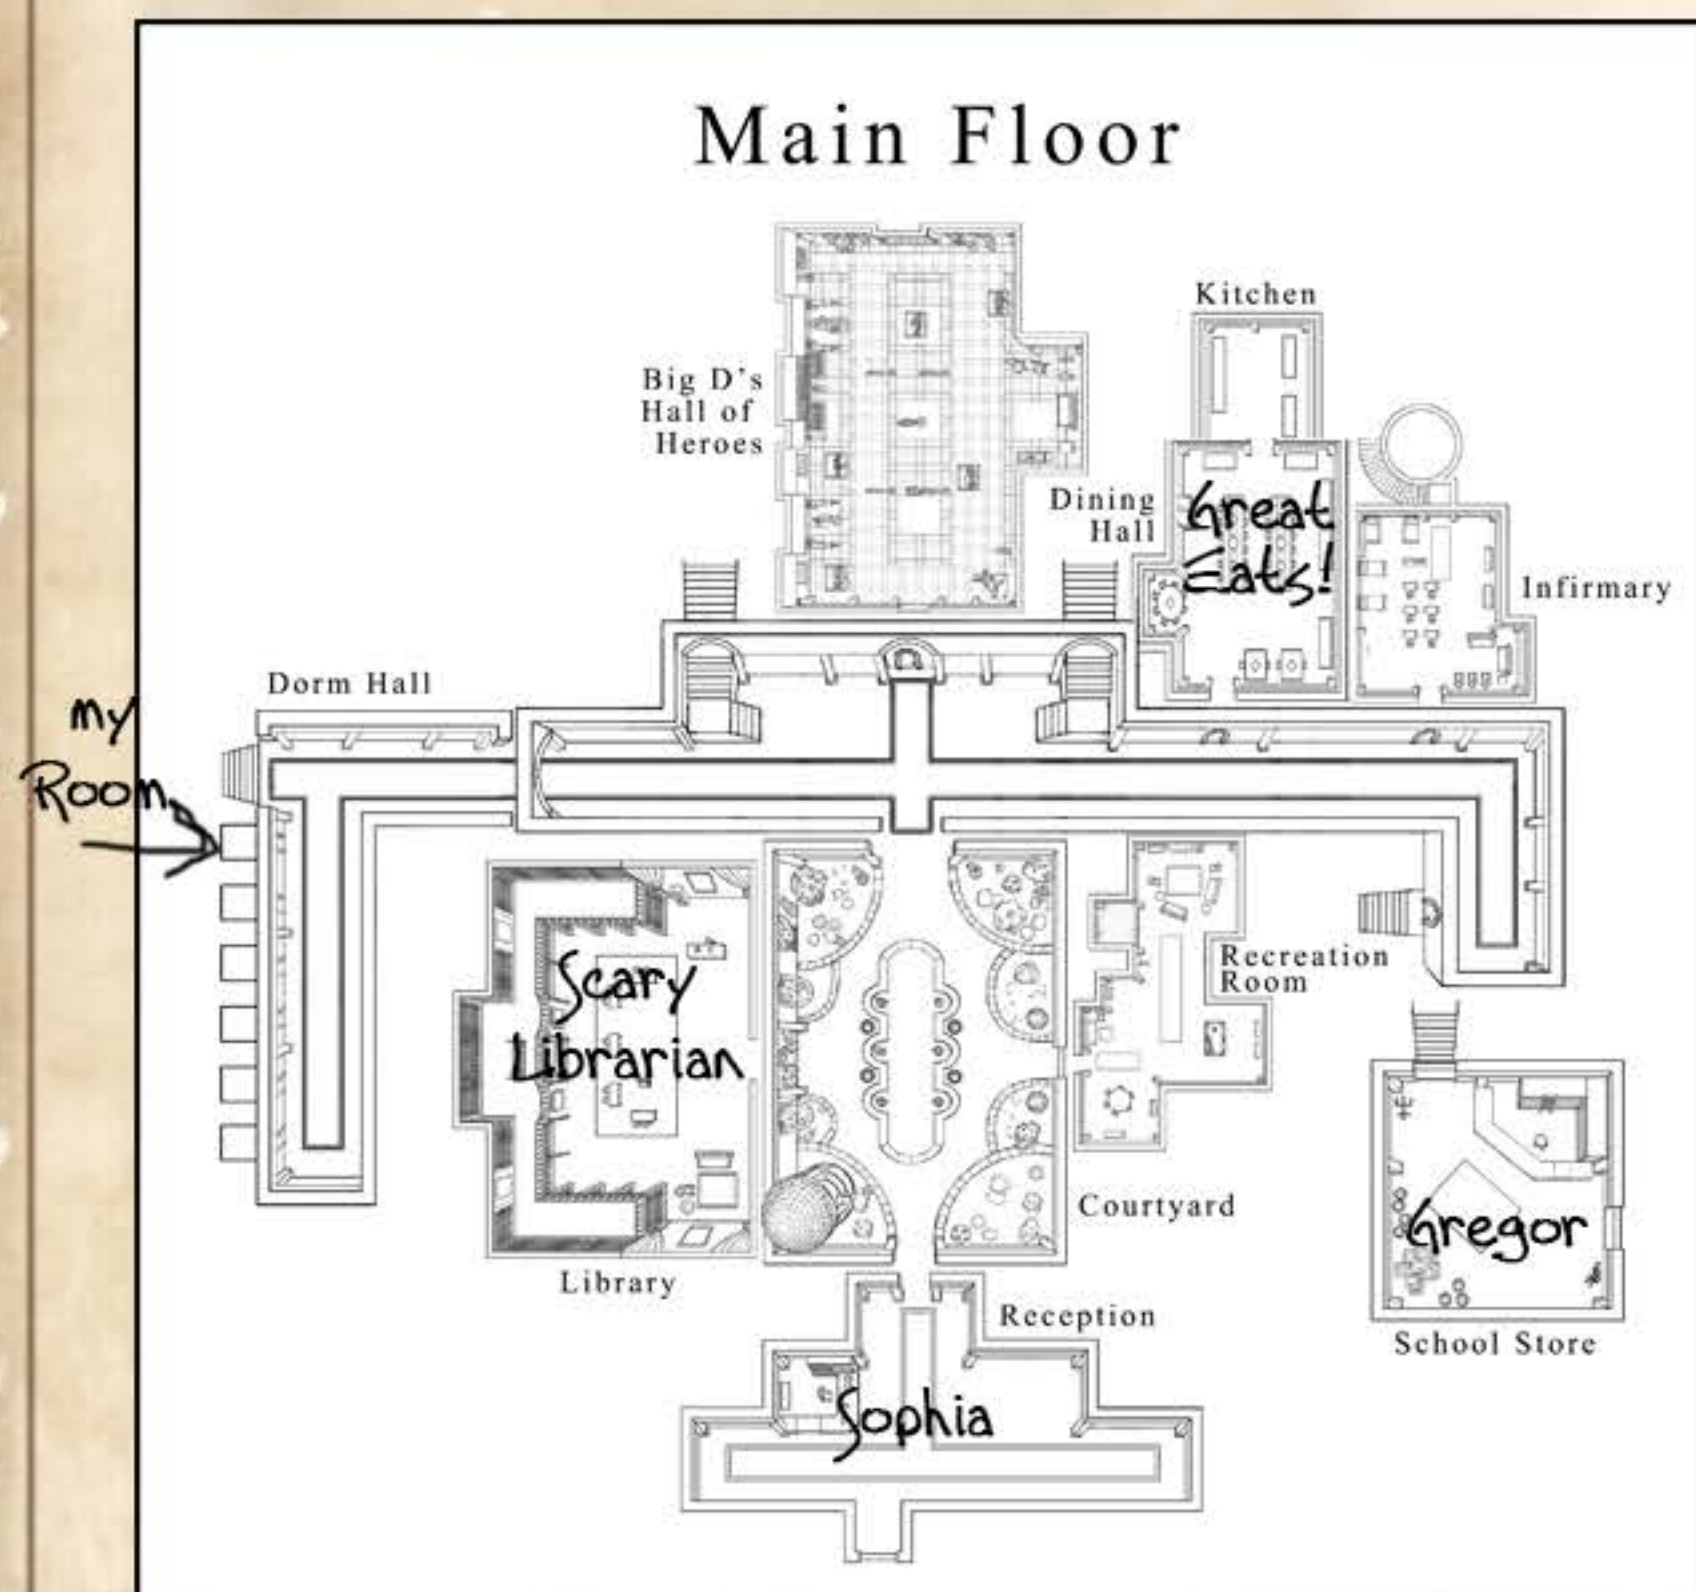 Main Floor
Kitchen
Big D's
Hall of
Heroes
Dining
Hall
Great
Eats!
Infirmary
Dorm Hall
my
Room
Scary
Librarian
Recreation
Room
Courtyard
Library
Reception
Gregor
School Store
Sophia